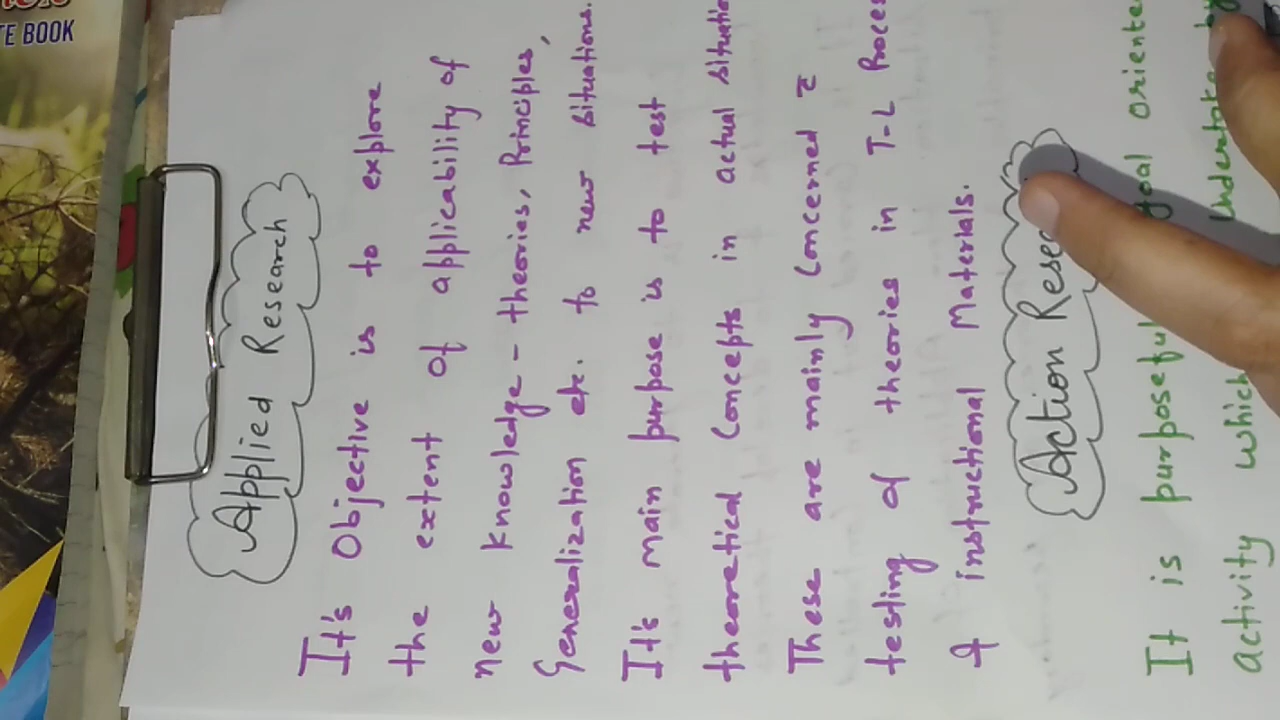 TE BOOK
Applied Research
It's Objective is to explore
the extent of applicability of
new knowledge - theories, Principles,
Generalization etc. to new situations.
It's main purpose is to test
theoretical Concepts in actual
These are mainly Concerned c̄
testing of theories in T-L
& instructional Materials.
Action
It is purposeful
activity which